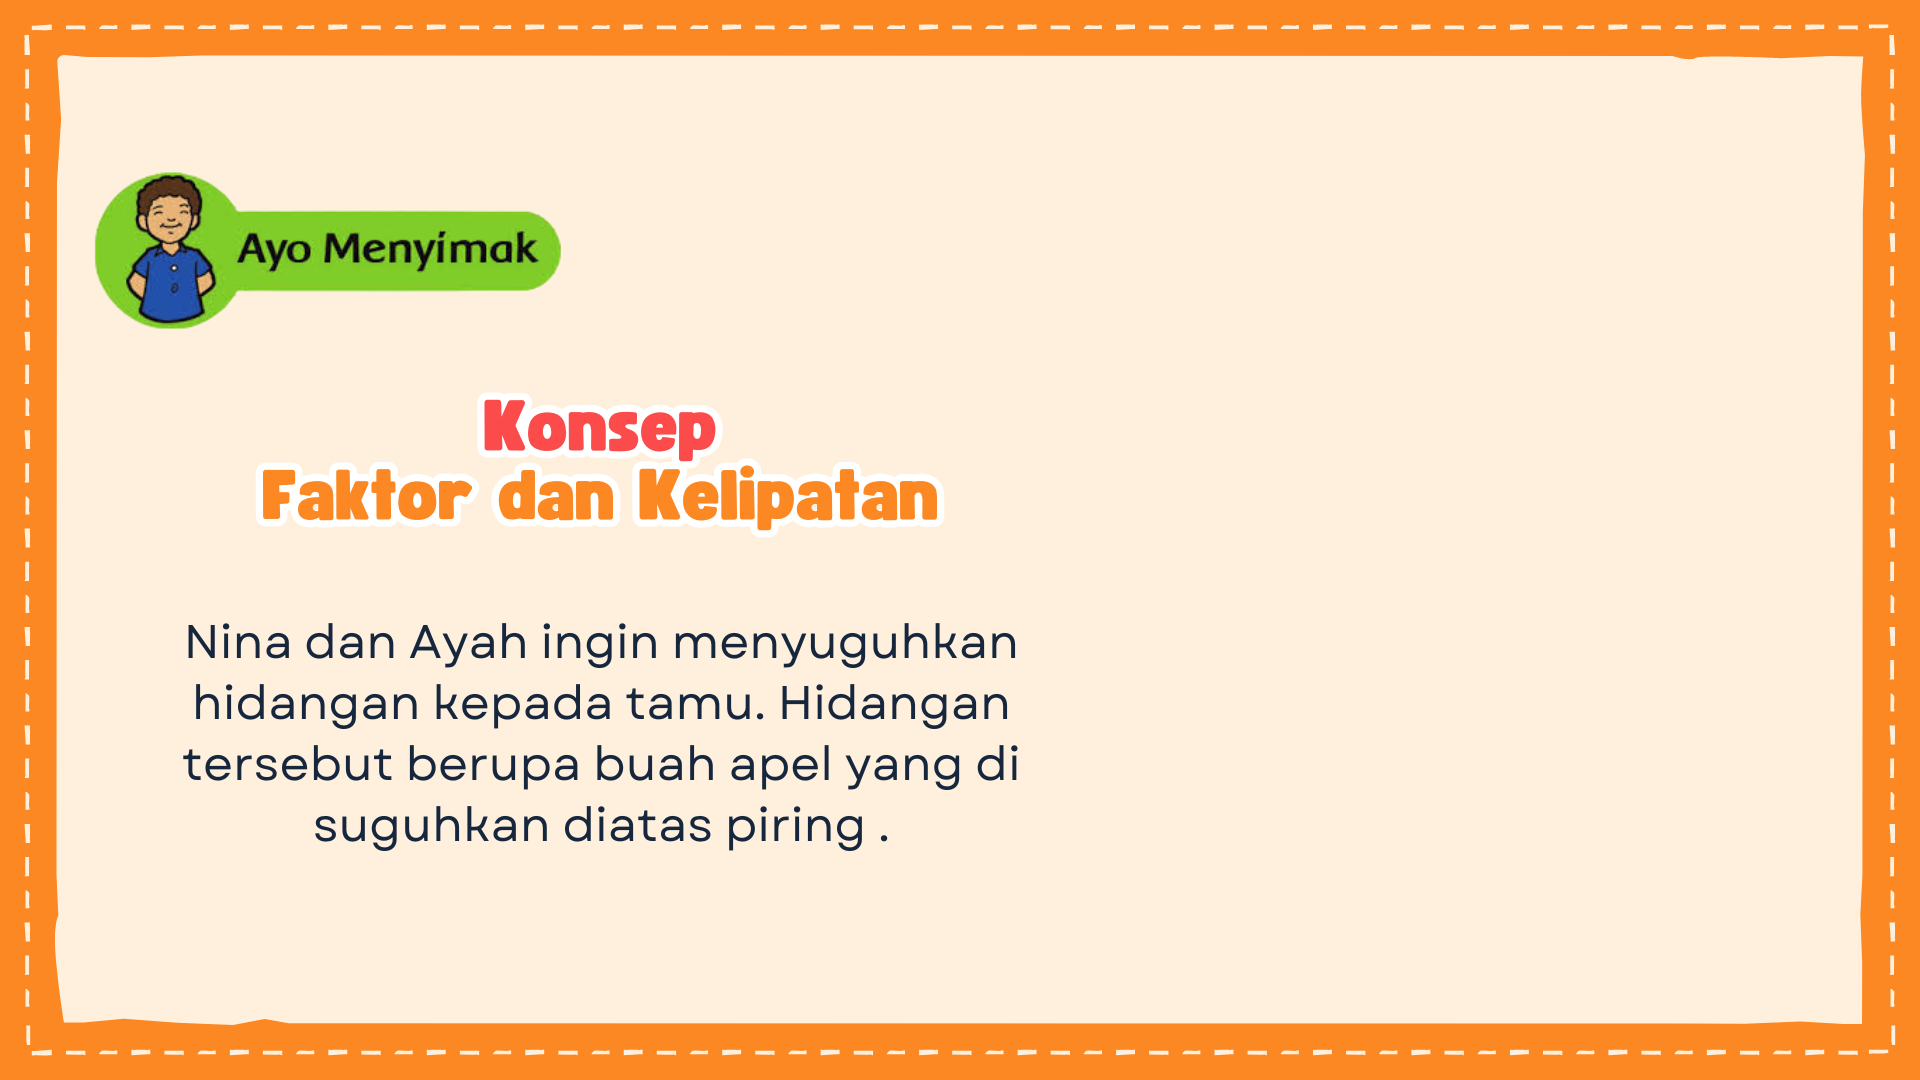 Ayo Menyimak
Konsep
Faktor dan Kelipatan
Nina dan Ayah ingin menyuguhkan
hidangan kepada tamu. Hidangan
tersebut berupa buah apel yang di
suguhkan diatas piring .